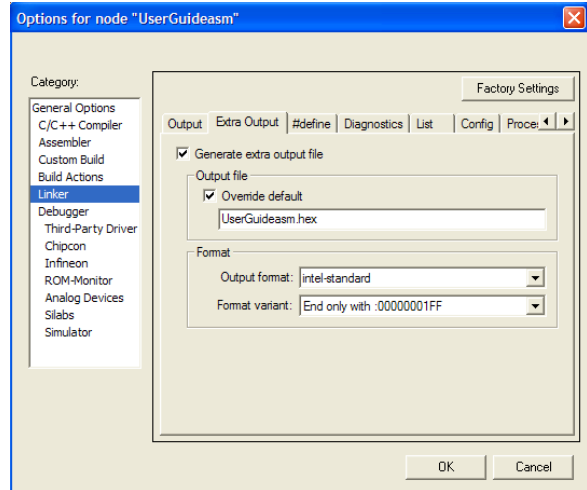 Options for node "UserGuideasm"
Category:
Factory Settings
General Options
C/C++ Compiler
Assembler
Custom Build
Build Actions
Linker
Debugger
Third-Party Driver
Chipcon
Infineon
ROM-Monitor
Analog Devices
Silabs
Simulator
Output Extra Output #define Diagnostics List Config Proces
Generate extra output file
Output file
Override default
UserGuideasm.hex
Format
Output format: intel-standard
Format variant: End only with :00000001FF
OK Cancel